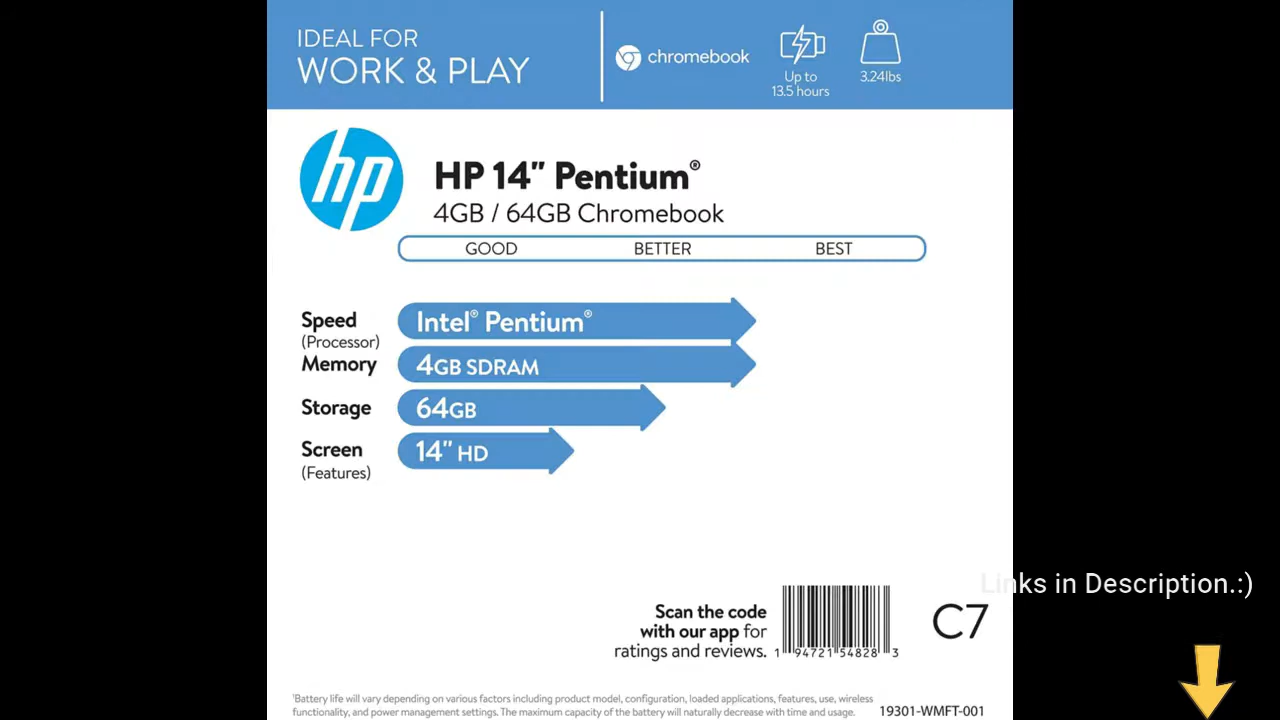 IDEAL FOR
WORK & PLAY
chromebook
Up to
13.5 hours
3.24lbs
hp
HP 14" Pentium®
4GB / 64GB Chromebook
GOOD BETTER BEST
Speed
(Processor)
Intel® Pentium®
Memory
4GB SDRAM
Storage
64GB
Screen
(Features)
14" HD
Links in Description.:)
Scan the code
with our app for
ratings and reviews.
1 94721 54828 3
C7
¹Battery life will vary depending on various factors including product model, configuration, loaded applications, features, use, wireless
functionality, and power management settings. The maximum capacity of the battery will naturally decrease with time and usage.
19301-WMFT-001